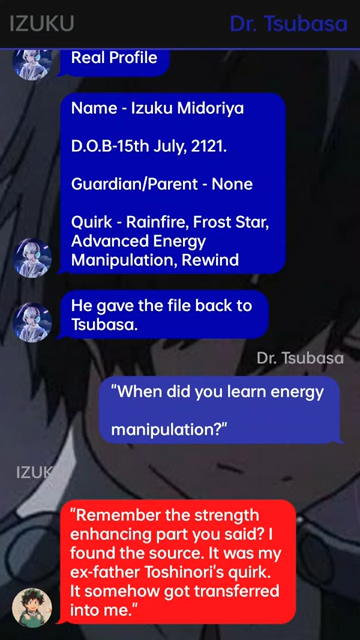 IZUKU
Dr. Tsubasa
Real Profile
Name - Izuku Midoriya
D.O.B-15th July, 2121.
Guardian/Parent - None
Quirk - Rainfire, Frost Star,
Advanced Energy
Manipulation, Rewind
He gave the file back to
Tsubasa.
Dr. Tsubasa
"When did you learn energy
manipulation?"
IZUK
"Remember the strength
enhancing part you said? I
found the source. It was my
ex-father Toshinori's quirk.
It somehow got transferred
into me."